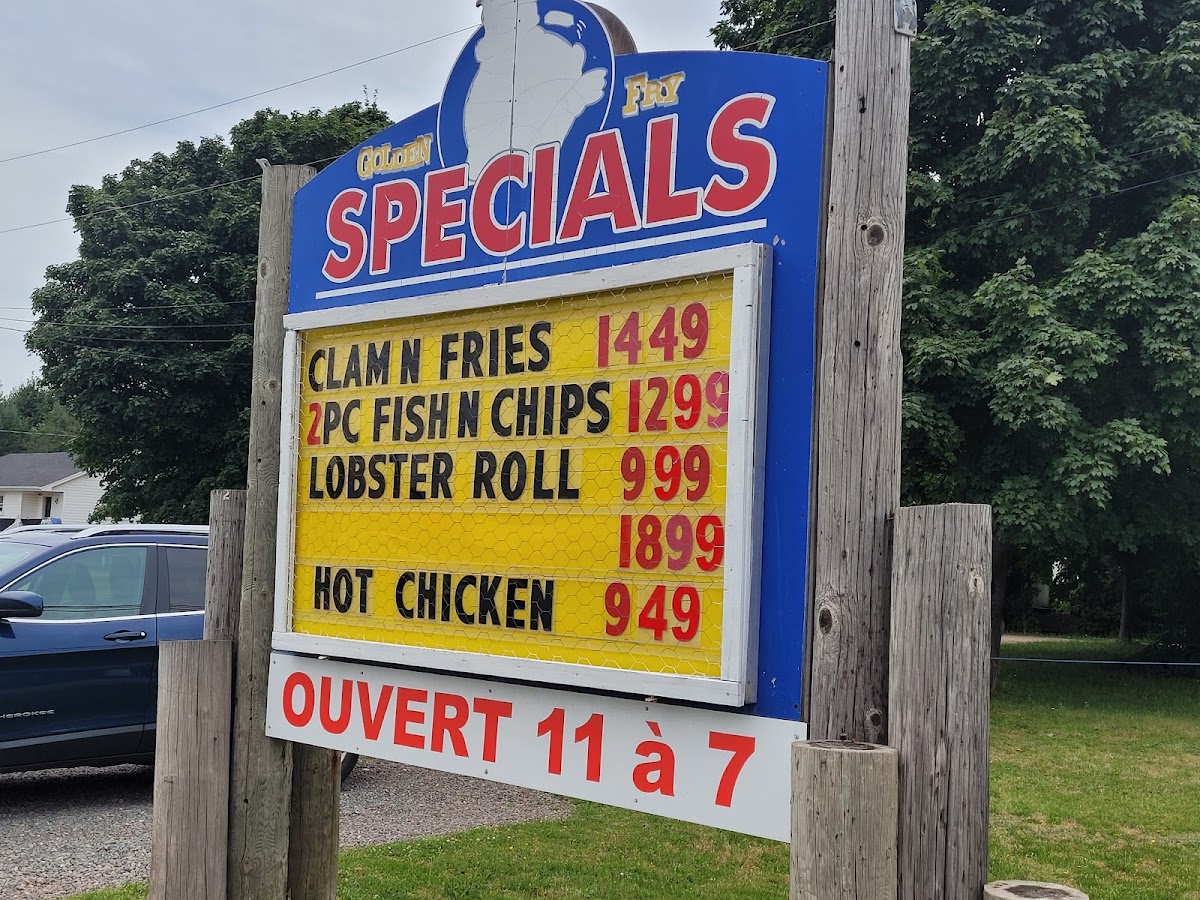 GOLDEN FRY
SPECIALS
CLAM N FRIES 1449
2PC FISH N CHIPS 1299
LOBSTER ROLL 999
1899
HOT CHICKEN 949
OUVERT 11 à 7
CHEROKEE